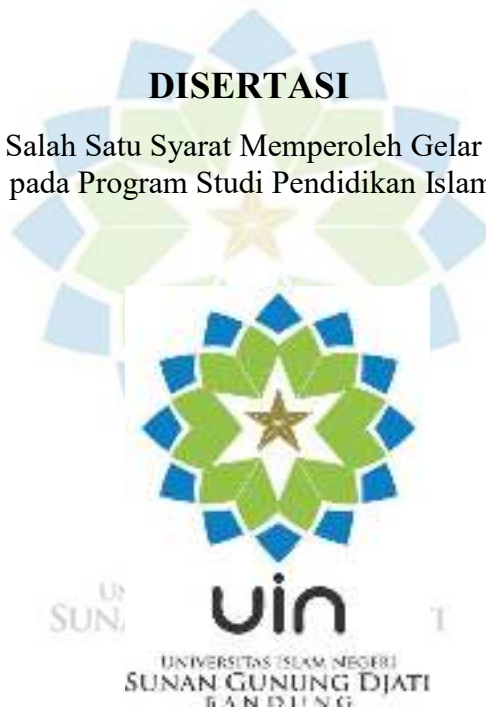 DISERTASI
Salah Satu Syarat Memperoleh Gelar
pada Program Studi Pendidikan Islam
uin
UNIVERSITAS ISLAM NEGERI
SUNAN GUNUNG DJATI
BANDUNG